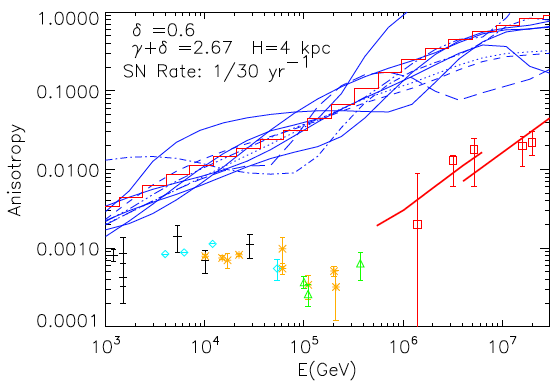 1.0000
δ =0.6
γ+δ =2.67 H=4 kpc
SN Rate: 1/30 yr⁻¹
0.1000
Anisotropy
0.0100
0.0010
0.0001
10³ 10⁴ 10⁵ 10⁶ 10⁷
E(GeV)